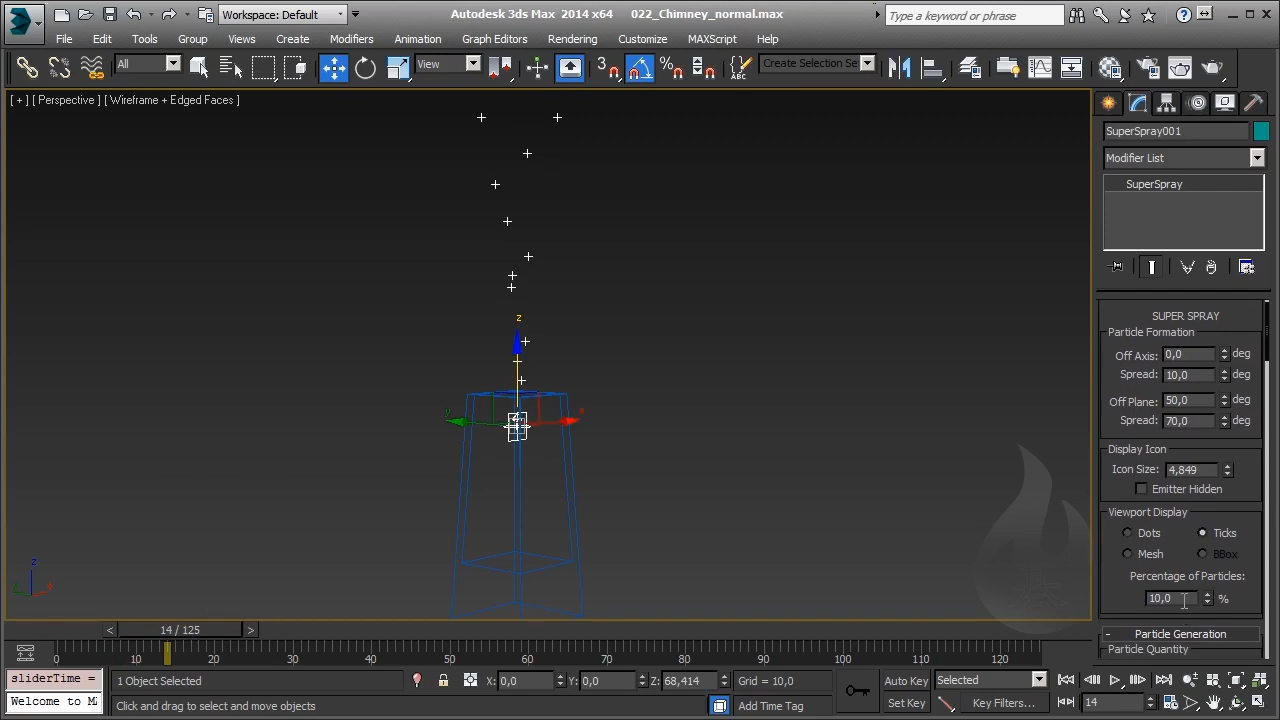 Workspace: Default
Autodesk 3ds Max 2014 x64 022_Chimney_normal.max
Type a keyword or phrase
File Edit Tools Group Views Create Modifiers Animation Graph Editors Rendering Customize MAXScript Help
All View 3 Create Selection Se
[ + ] [ Perspective ] [ Wireframe + Edged Faces ]
SuperSpray001
Modifier List
SuperSpray
SUPER SPRAY
Particle Formation
Off Axis: 0,0 deg
Spread: 10,0 deg
Off Plane: 50,0 deg
Spread: 70,0 deg
Display Icon
Icon Size: 4,849
Emitter Hidden
Viewport Display
Dots Ticks
Mesh BBox
Percentage of Particles:
10,0 %
- Particle Generation
Particle Quantity
z
y
x
z
< 14 / 125 >
0 10 20 30 40 50 60 70 80 90 100 110 120
sliderTime = 1 Object Selected X: 0,0 Y: 0,0 Z: 68,414 Grid = 10,0 Auto Key Selected
Welcome to M Click and drag to select and move objects Add Time Tag Set Key Key Filters... 14